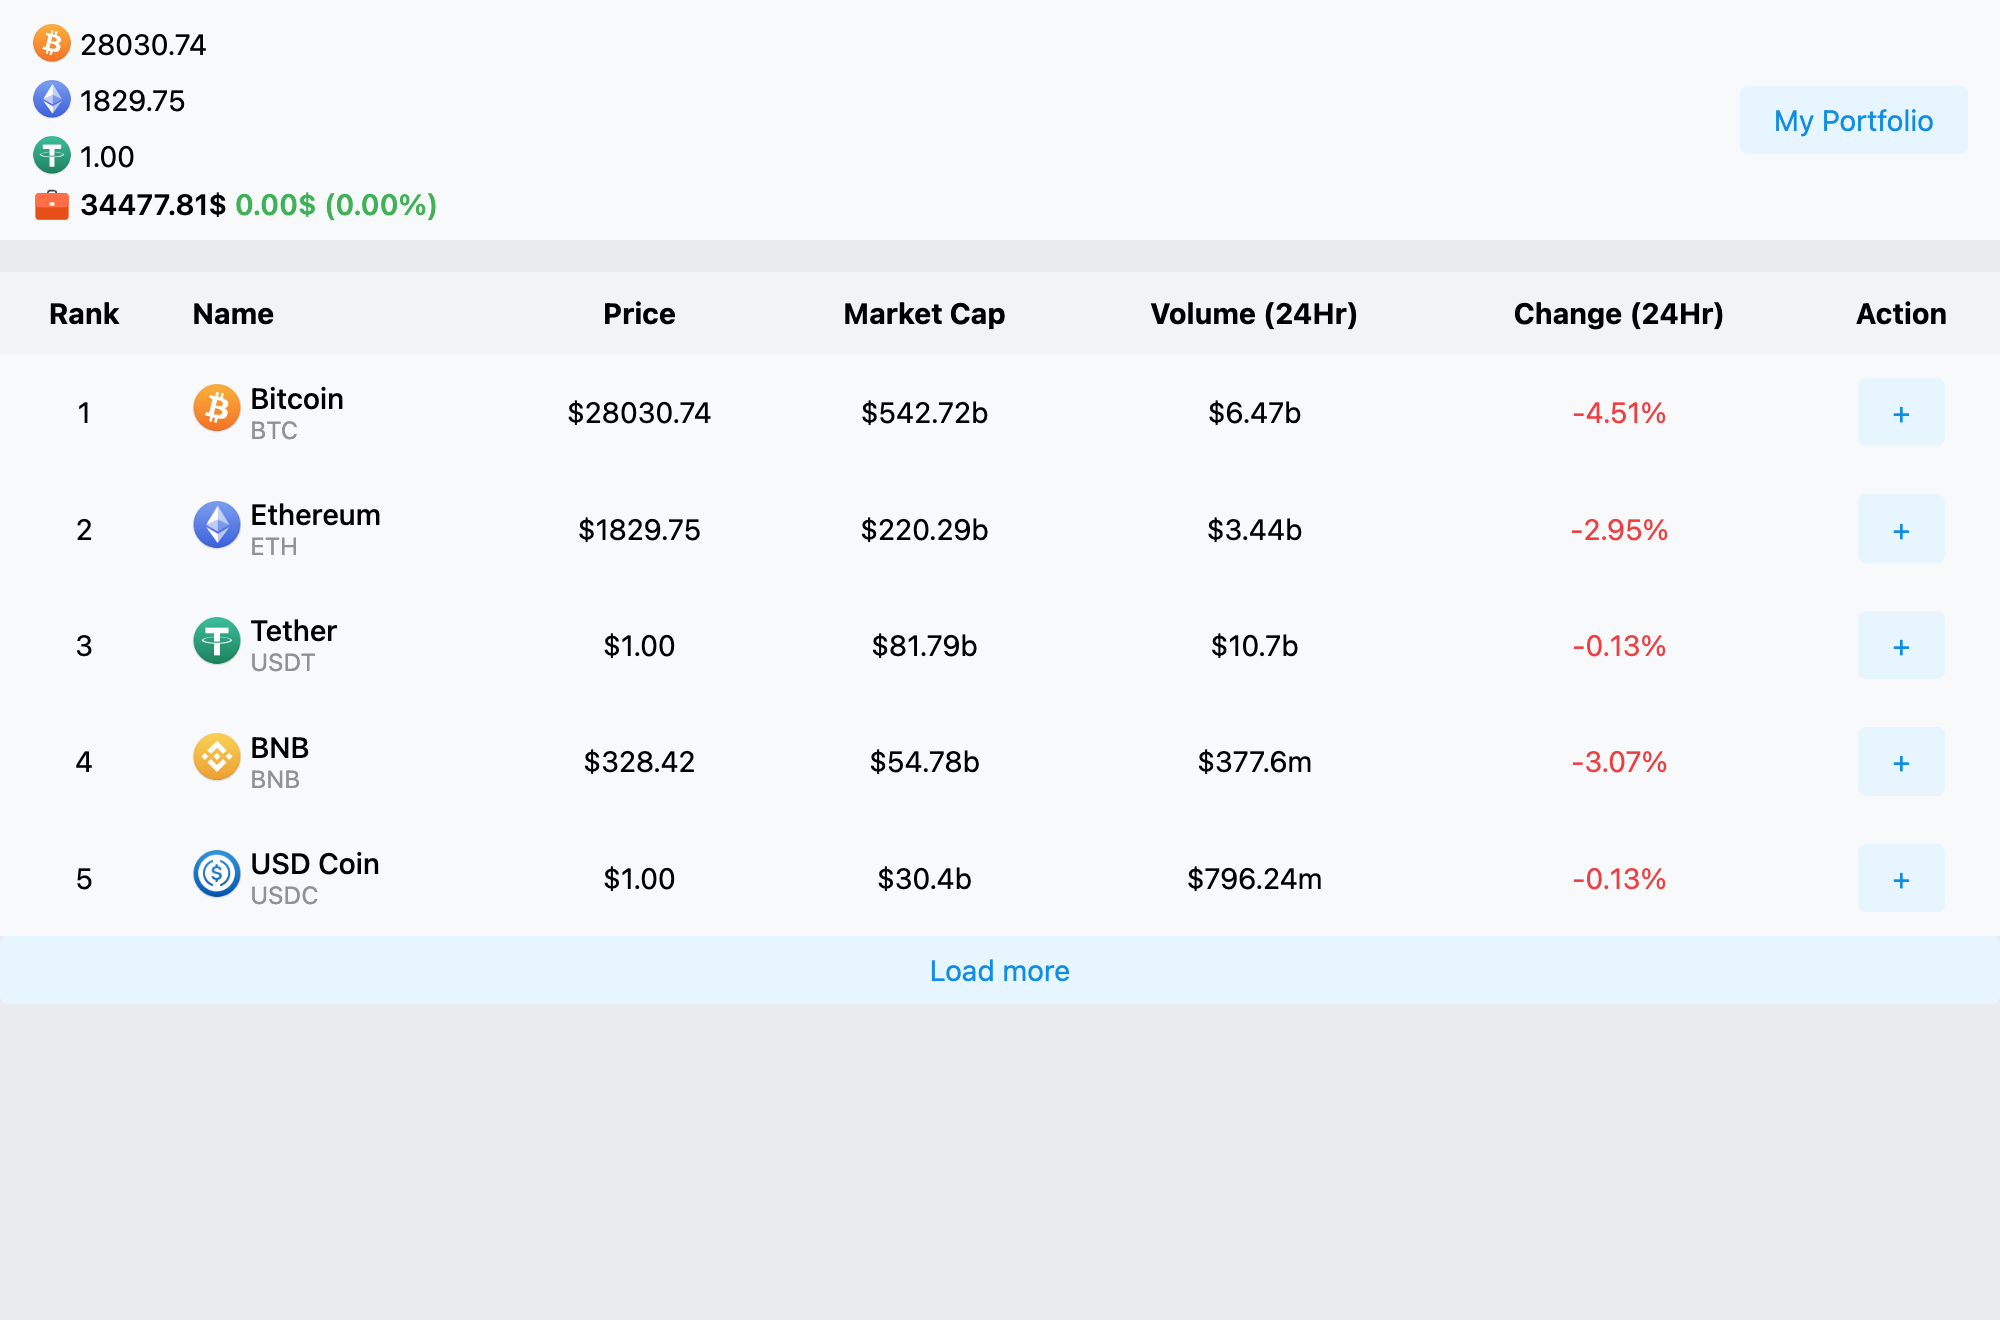 28030.74
1829.75
1.00
34477.81$ 0.00$ (0.00%)
My Portfolio
Rank Name Price Market Cap Volume (24Hr) Change (24Hr) Action
1 Bitcoin $28030.74 $542.72b $6.47b -4.51% +
BTC
2 Ethereum $1829.75 $220.29b $3.44b -2.95% +
ETH
3 Tether $1.00 $81.79b $10.7b -0.13% +
USDT
4 BNB $328.42 $54.78b $377.6m -3.07% +
BNB
5 USD Coin $1.00 $30.4b $796.24m -0.13% +
USDC
Load more